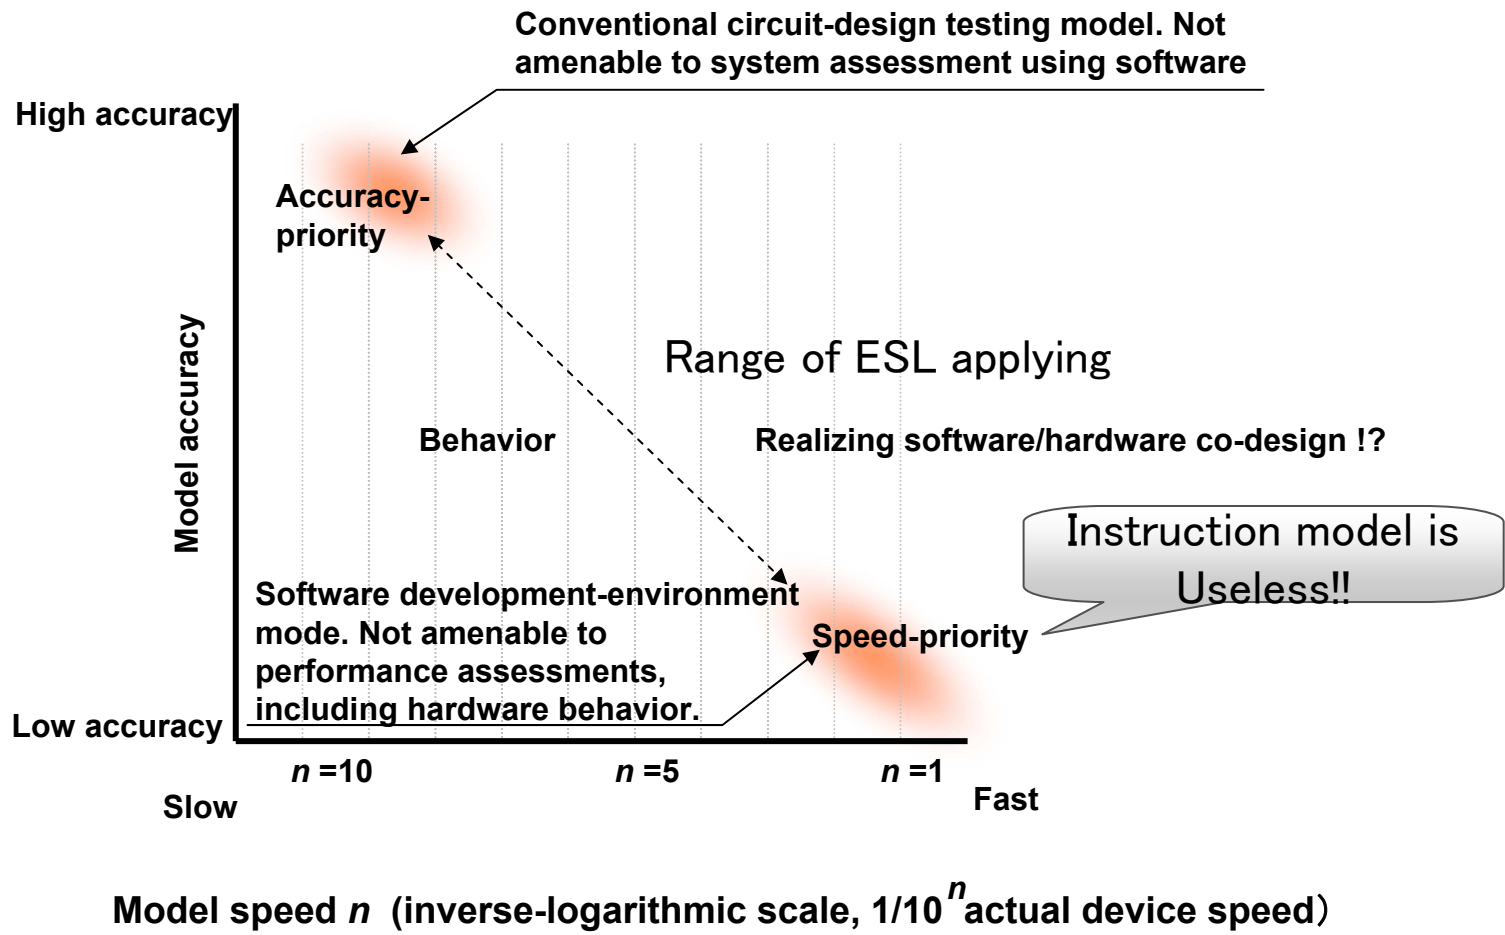 Conventional circuit-design testing model. Not
amenable to system assessment using software
High accuracy
Accuracy-
priority
Model accuracy
Range of ESL applying
Behavior
Realizing software/hardware co-design !?
Instruction model is
Useless!!
Software development-environment
mode. Not amenable to
performance assessments,
including hardware behavior.
Speed-priority
Low accuracy
n =10
n =5
n =1
Slow
Fast
Model speed n (inverse-logarithmic scale, 1/10ⁿ actual device speed）